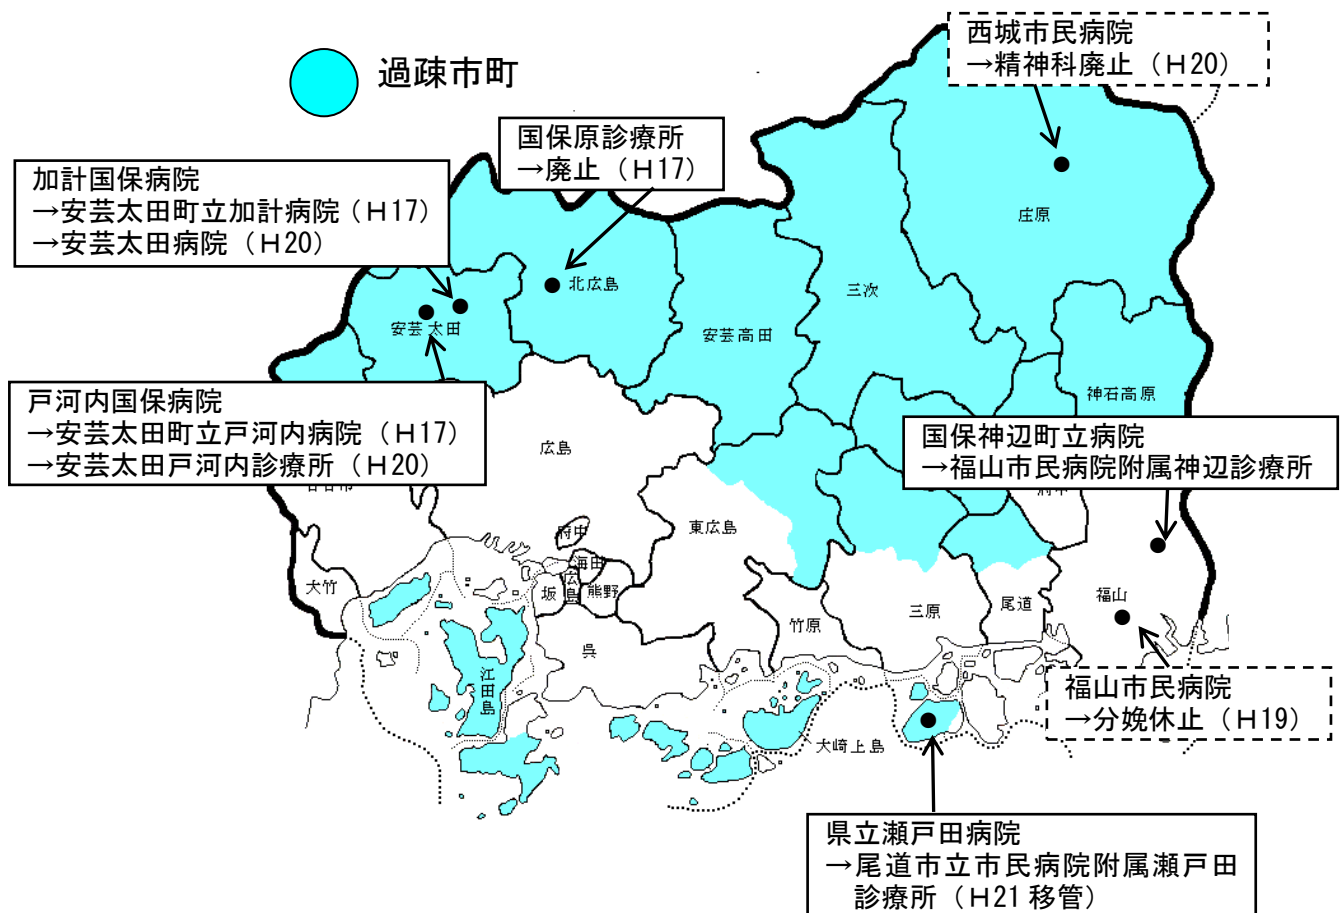 過疎市町
西城市民病院
→精神科廃止（H20）
国保原診療所
→廃止（H17）
加計国保病院
→安芸太田町立加計病院（H17）
→安芸太田病院（H20）
庄原
北広島
三次
安芸太田
安芸高田
神石高原
戸河内国保病院
→安芸太田町立戸河内病院（H17）
→安芸太田戸河内診療所（H20）
国保神辺町立病院
→福山市民病院附属神辺診療所
広島
東広島
府中
海田
広島
坂
熊野
大竹
福山
尾道
三原
竹原
呉
江田島
大崎上島
福山市民病院
→分娩休止（H19）
県立瀬戸田病院
→尾道市立市民病院附属瀬戸田
診療所（H21移管）